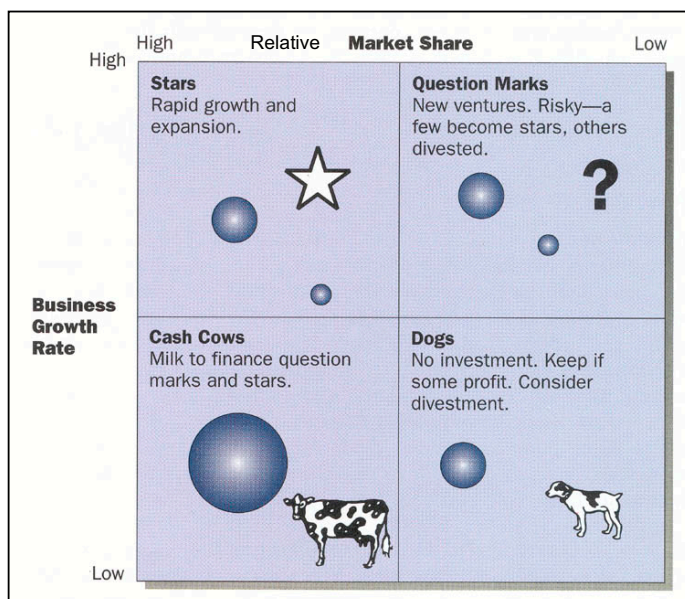 High Relative Market Share Low
High
Stars
Rapid growth and
expansion.
Question Marks
New ventures. Risky—a
few become stars, others
divested.
?
Business
Growth
Rate
Cash Cows
Milk to finance question
marks and stars.
Dogs
No investment. Keep if
some profit. Consider
divestment.
Low